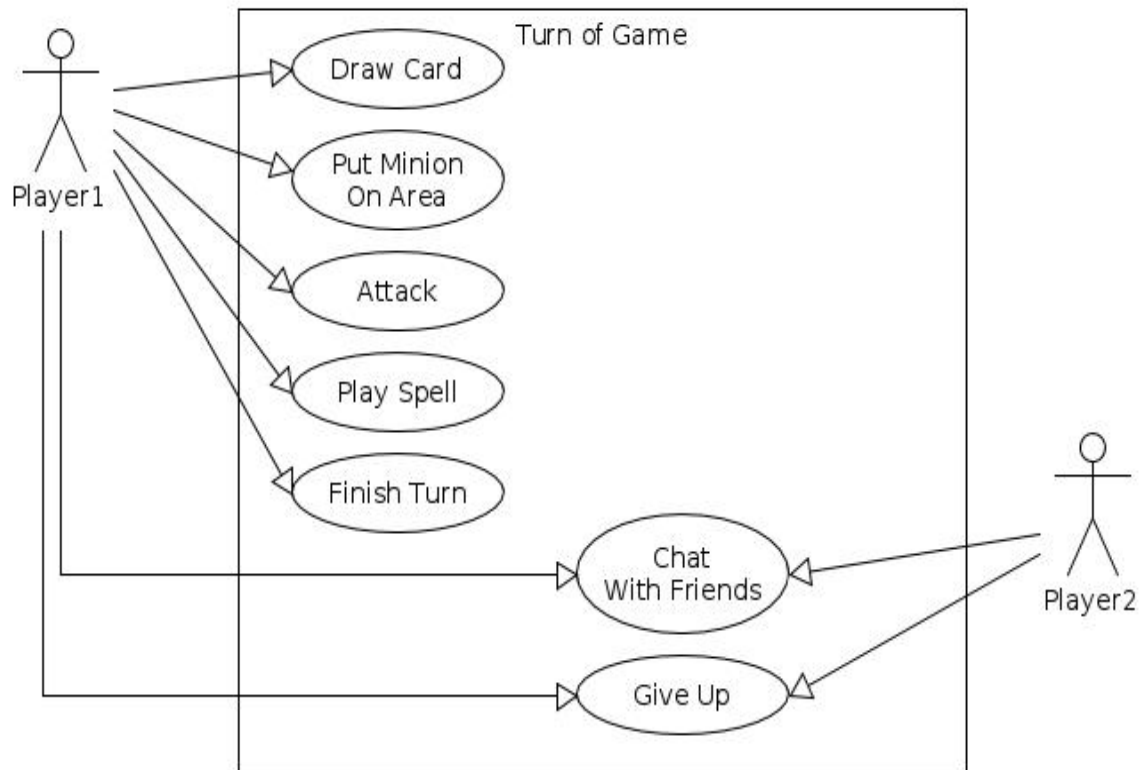 Turn of Game
Draw Card
Put Minion
On Area
Player1
Attack
Play Spell
Finish Turn
Chat
With Friends
Player2
Give Up